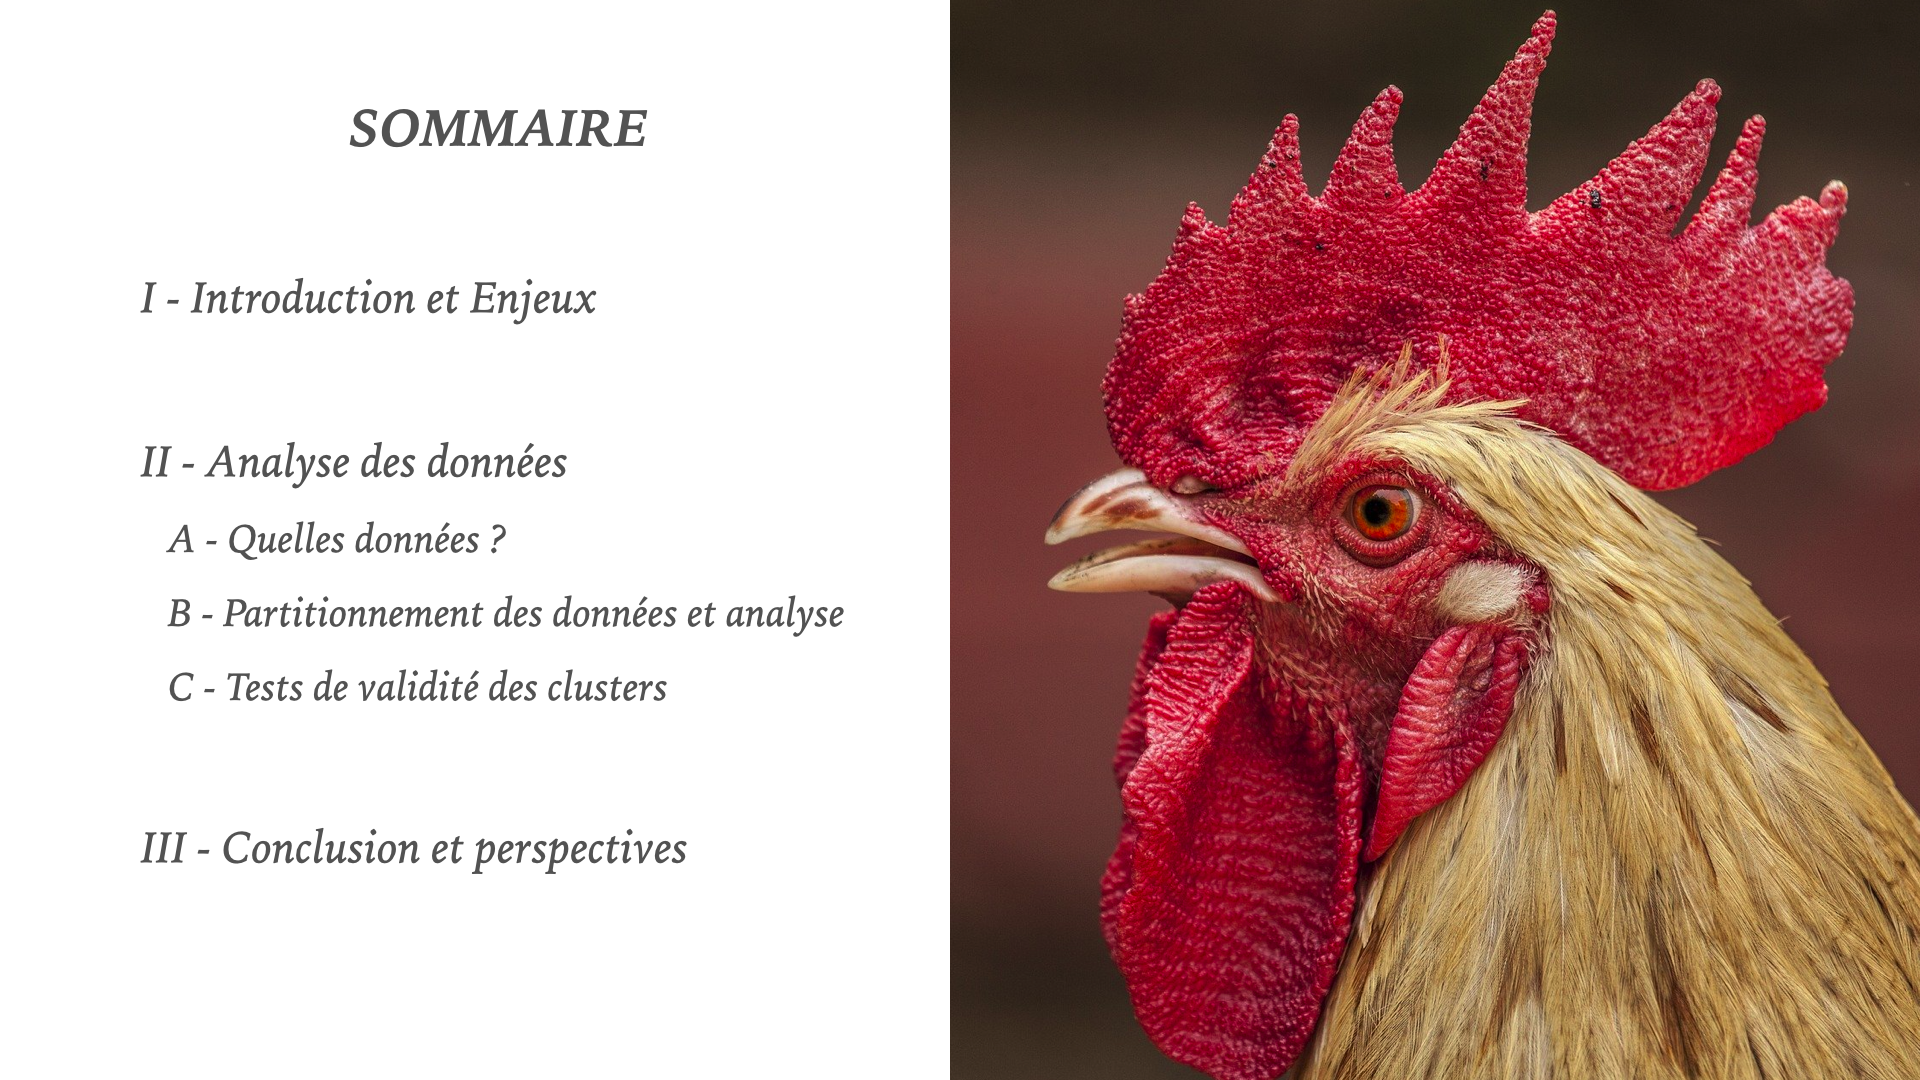 SOMMAIRE
I - Introduction et Enjeux
II - Analyse des données
A - Quelles données ?
B - Partitionnement des données et analyse
C - Tests de validité des clusters
III - Conclusion et perspectives